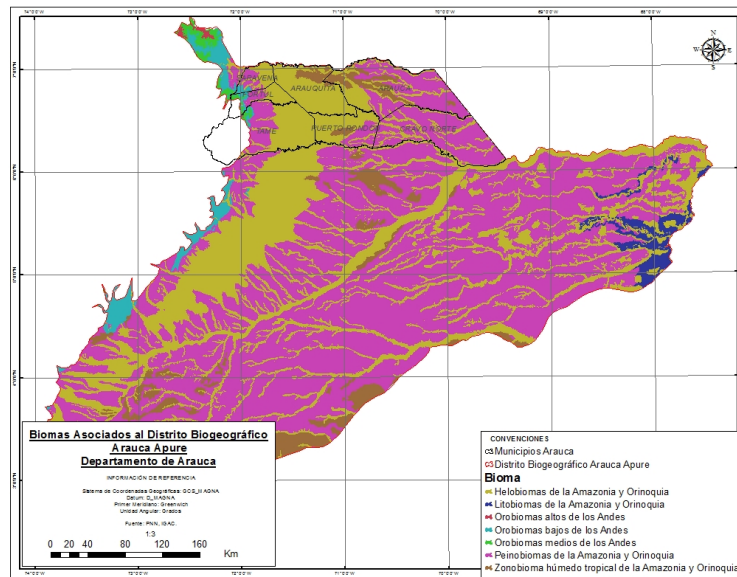 N
W E
S
SARAVENA
FORTUL
ARAUQUITA
ARAUCA
TAME
PUERTO RONDON
CRAVO NORTE
Biomas Asociados al Distrito Biogeográfico
Arauca Apure
Departamento de Arauca
INFORMACIÓN DE REFERENCIA
Sistema de Coordenadas Geográficas: GCS_MAGNA
Datum: D_MAGNA
Primer Meridiano: Greenwich
Unidad Angular: Grados
Fuente: PNN, IGAC.
1:3
0 20 40 80 120 160
Km
CONVENCIONES
Municipios Arauca
Distrito Biogeográfico Arauca Apure
Bioma
Helobiomas de la Amazonia y Orinoquia
Litobiomas de la Amazonia y Orinoquia
Orobiomas altos de los Andes
Orobiomas bajos de los Andes
Orobiomas medios de los Andes
Peinobiomas de la Amazonia y Orinoquia
Zonobioma húmedo tropical de la Amazonia y Orinoquia